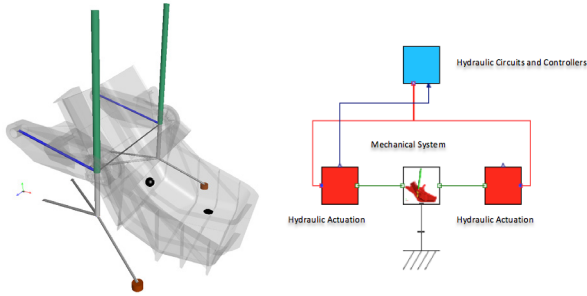 Hydraulic Circuits and Controllers
Mechanical System
Hydraulic Actuation
Hydraulic Actuation